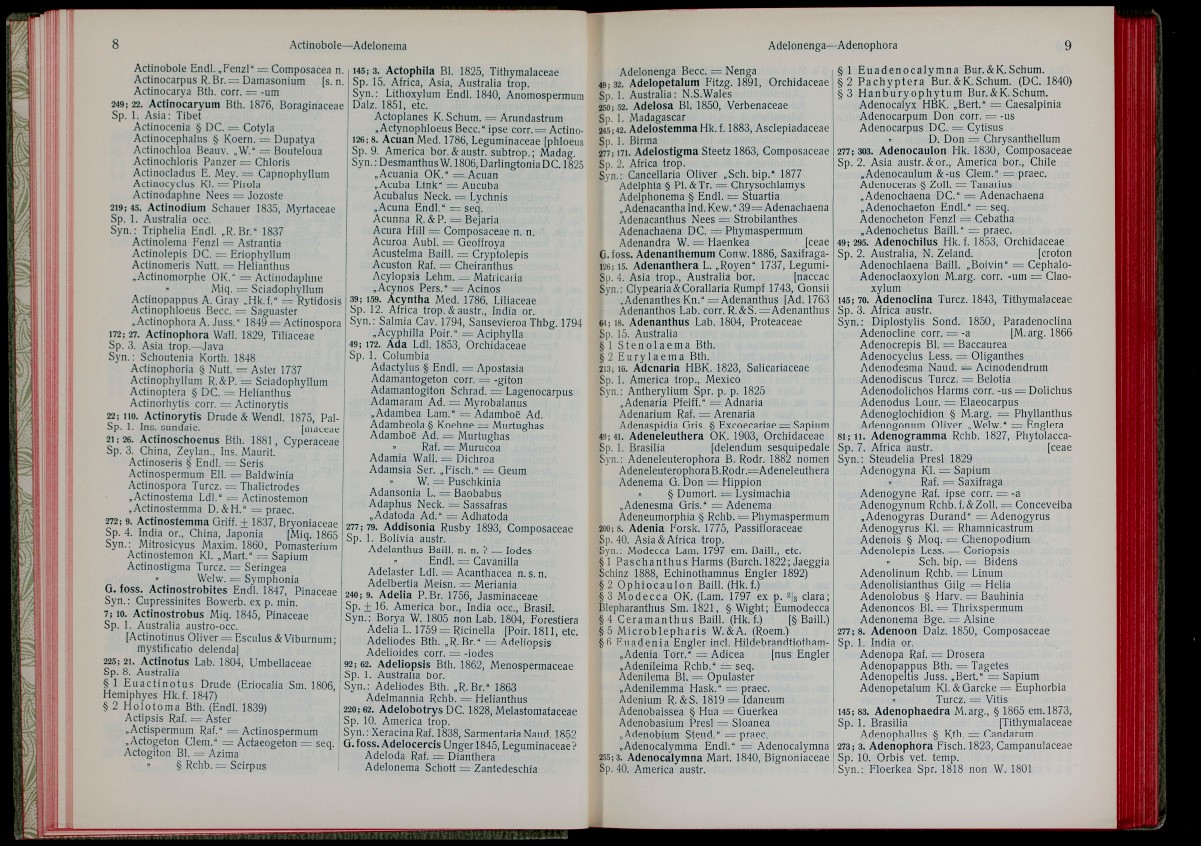 8
Actinobole—Adelonema
Actinobole Endl. „Fenzl“ = Composacea n.
Actinocarpus R. Br. = Damasonium [s. n.
Actinocarya Bth. corr. = -um
249; 22. Actinocaryum Bth. 1876, Boraginaceae
Sp. 1. Asia: Tibet
Actinocenia § DC. = Cotyla
Actinocephalus § Koern. = Dupatya
Actinochloa Beauv. „W.“ = Bouteloua
Actinochloris Panzer = Chloris
Actinocladus E. Mey. = Capnophyllum
Actinocyclus Kl. = Pirola
Actinodaphne Nees = Jozoste
219; 45. Actinodium Schauer 1835, Myrtaceae
Sp. 1. Australia occ.
Syn.: Triphelia Endl. „R. Br.“ 1837
Actinolema Fenzl = Astrantia
Actinolepis DC. = Eriophyllum
Actinomeris Nutt. = Helianthus
„Actinomorphe OK.“ = Actinodaphne
„ Miq. = Sciadophyllum
Actinopappus A. Gray „Hk. f.“ = Rytidosis
Actinophloeus Becc. = Saguaster
„Actinophora A. Juss.“ 1849 = Actinospora
172; 27. Actinophora Wall. 1829, Tiliaceae
Sp. 3. Asia trop.—Java
Syn.: Schoutenia Korth. 1848
Actinophoria § Nutt. = Aster 1737
Actinophyllum R.&P. = Sciadophyllum
Actinoptera § DC. = Helianthus
Actinorhytis corr. = Actinorytis
22; 110. Actinorytis Drude & Wendl. 1875, Pal-
Sp. 1. Ins. sundaic. [maceae
21; 26. Actinoschoenus Bth. 1881, Cyperaceae
Sp. 3. China, Zeylan., Ins. Maurit.
Actinoseris § Endl. = Seris
Actinospermum Ell. = Baldwinia
Actinospora Turcz. = Thalictrodes
„Actinostema Ldl.“ = Actinostemon
„Actinostemma D. & H.“ = praec.
272; 9. Actinostemma Griff. ± 1837, Bryoniaceae
Sp. 4. India or., China, Japonia [Miq. 1865
Syn.: Mitrosicyus Maxim. 1860, Pomasterium
Actinostemon Kl. „Mart.“ = Sapium
Actinostigma Turcz. = Seringea
„ Welw. = Symphonia
G. foss. Actinostrobites Endl. 1847, Pinaceae
Syn.: Cupressinites Bowerb. ex p. min.
7; 10. Actinostrobus Miq. 1845, Pinaceae
Sp. 1. Australia austro-occ.
[Actinotinus Oliver = Esculus & Viburnum;
mystificatio delenda]
225; 21. Actinotus Lab. 1804, Umbellaceae
Sp. 8. Australia
§ 1 Euactinotus Drude (Eriocalia Sm. 1806,
Hemiphyes Hk. f. 1847)
§ 2 Holotoma Bth. (Endl. 1839)
Actipsis Raf. = Aster
„Actispermum Raf.“ = Actinospermum
„Actogeton Clem.“ = Actaeogeton = seq.
Actogiton Bl. = Azima
„ § Rchb. = Scirpus
145; 3. Actophila Bl. 1825, Tithymalaceae
Sp. 15. Africa, Asia, Australia trop.
Syn.: Lithoxylum Endl. 1840, Anomospermum
Dalz. 1851, etc.
Actoplanes K. Schum. = Arundastrum
„Actynophloeus Becc.“ ipse corr. = Actino-
126; 8. Acuan Med. 1786, Leguminaceae [phloeus
Sp. 9. America bor. & austr. subtrop.; Madag.
Syn.: Desmanthus W. 1806, Darlingtonia DC. 1825
„Acuania OK.“ = Acuan
„Acuba Link“ = Aucuba
Acubalus Neck. = Lychnis
„Acuna Endl.“ = seq.
Acunna R. & P. = Bejaria
Acura Hill = Composaceae n. n.
Acuroa Aubl. = Geoffroya
Acustelma Baill. = Cryptolepis
Acuston Raf. = Cheiranthus
Acylopsis Lehm. = Matricaria
„Acynos Pers.“ = Acinos
39; 159. Acyntha Med. 1786, Liliaceae
Sp. 12. Africa trop. & austr., India or.
Syn.: Salmia Cav. 1794, Sansevieroa Thbg. 1794
„Acyphilla Poir.“ = Aciphylla
49; 172. Ada Ldl. 1853, Orchidaceae
Sp. 1. Columbia
Adactylus § Endl. = Apostasia
Adamantogeton corr. = -giton
Adamantogiton Schrad. = Lagenocarpus
Adamaram Ad. = Myrobalanus
„Adambea Lam.“ = Adamboë Ad.
Adambeola § Koehne = Murtughas
Adamboë Ad. = Murtughas
„ Raf. = Murucoa
Adamia Wall. = Dichroa
Adamsia Ser. „Fisch.“ = Geum
„ W. = Puschkinia
Adansonia L. = Baobabus
Adaphus Neck. = Sassafras
„Adatoda Ad.“ = Adhatoda
277; 79. Addisonia Rusby 1893, Composaceae
Sp. 1. Bolivia austr.
Adelanthus Baill. n. n. ? — Iodes
„ Endl. = Cavanilla
Adelaster Ldl. = Acanthacea n. s. n.
Adelbertia Meisn. = Meriania
240; 9. Adelia P. Br. 1756, Jasminaceae
Sp. ± 16. America bor., India occ., Brasil.
Syn.: Borya W. 1805 non Lab. 1804, Forestiera
Adelia L. 1759 = Ricinella [Poir. 1811, etc.
Adeliodes Bth. „R. Br.“ = Adeliopsis
Adelioides corr. = -iodes
92; 62. Adeliopsis Bth. 1862, Menospermaceae
Sp. 1. Australia bor.
Syn.: Adeliodes Bth. „R. Br.“ 1863
Adelmannia Rchb. = Helianthus
220; 62. Adelobotrys DC. 1828, Melastomataceae
Sp. 10. America trop.
Syn.: Xeracina Raf. 1838, Sarmentaria Naud. 1852
G. foss. Adelocercis Unger 1845, Leguminaceae?
Adeloda Raf. = Dianthera
Adelonema Schott = Zantedeschia
Adelonenga—Adenophora
9
Adelonenga Becc. = Nenga
49; 32. Adelopetalum Fitzg. 1891, Orchidaceae
Sp. 1. Australia: N.S.Wales
250; 52. Adelosa Bl. 1850, Verbenaceae
Sp. 1. Madagascar
245; 42. Adelostemma Hk. f. 1883, Asclepiadaceae
Sp. 1. Birma
277; 171. Adelostigma Steetz 1863, Composaceae
Sp. 2. Africa trop.
Syn.: Cancellaria Oliver „Sch. bip.“ 1877
Adelphia § Pl. & Tr. = Chrysochlamys
Adelphonema § Endl. = Stuartia
„Adenacantha Ind. Kew.“ 39 = Adenachaena
Adenacanthus Nees = Strobilanthes
Adenachaena DC. = Phymaspermum
Adenandra W. = Haenkea [ceae
G. foss. Adenanthemum Conw. 1886, Saxifraga-
126; 15. Adenanthera L. „Royen“ 1737, Legumi-
Sp. 4. Asia trop., Australia bor. [naceae
Syn.: Clypearia & Corallaria Rumpf 1743, Gonsii
„Adenanthes Kn.“ = Adenanthus [Ad. 1763
Adenanthos Lab. corr. R. & S. = Adenanthus
64; 18. Adenanthus Lab. 1804, Proteaceae
Sp. 15. Australia
§ 1 Stenolaema Bth.
§ 2 Eurylaema Bth.
213; 16. Adenaria HBK. 1823, Salicariaceae
Sp. 1. America trop., Mexico
Syn.: Antherylium Spr. p. p. 1825
„Adenaria Pfeiff.“ = Adnaria
Adenarium Raf. = Arenaria
Adenaspidia Gris. § Excoecariae = Sapium
49; 41. Adeneleuthera OK. 1903, Orchidaceae
Sp. 1. Brasilia [delendum sesquipedale
Syn.: Adeneleuterophora B. Rodr. 1882 nomen
Adeneleuterophora B.Rodr.=Adeneleuthera
Adenema G. Don = Hippion
„ § Dumort. = Lysimachia
„Adenesma Gris.“ = Adenema
Adeneumorphia § Rchb. = Phymaspermum
200; 8. Adenia Forsk. 1775, Passifloraceae
Sp. 40. Asia & Africa trop.
Syn.: Modecca Lam. 1797 em. Baill., etc.
§ 1 Paschanthus Harms (Burch. 1822; Jaeggia
Schinz 1888, Echinothamnus Engler 1892)
§ 2 Ophiocaulon Baill. (Hk. f.)
§ 3 Modecca OK. (Lam. 1797 ex p. ²|₃ clara;
Blepharanthus Sm. 1821, § Wight; Eumodecca
§ 4 Ceramanthus Baill. (Hk. f.) [§ Baill.)
§ 5 Microblepharis W. & A. (Roem.)
§ 6 Euadenia Engler incl. Hildebrandtiotham-
„Adenia Torr.“ = Adicea [nus Engler
„Adenileima Rchb.“ = seq.
Adenilema Bl. = Opulaster
„Adenilemma Hask.“ = praec.
Adenium R. & S. 1819 = Idaneum
Adenobaissea § Hua = Guerkea
Adenobasium Presl = Sloanea
„Adenobium Steud.“ = praec.
„Adenocalymma Endl.“ = Adenocalymna
255; 3. Adenocalymna Mart. 1840, Bignoniaceae
Sp. 40. America austr.
§ 1 Euadenocalymna Bur. & K. Schum.
§ 2 Pachyptera Bur. & K. Schum. (DC. 1840)
§ 3 Hanburyophytum Bur. & K. Schum.
Adenocalyx HBK. „Bert.“ = Caesalpinia
Adenocarpum Don corr. = -us
Adenocarpus DC. = Cytisus
„ D. Don = Chrysanthellum
277; 303. Adenocaulon Hk. 1830, Composaceae
Sp. 2. Asia austr. & or., America bor., Chile
„Adenocaulum & -us Clem.“ = praec.
Adenoceras § Zoll. = Tanarius
„Adenochaena DC.“ = Adenachaena
„Adenochaeton Endl.“ = seq.
Adenocheton Fenzl = Cebatha
„Adenochetus Baill.“ = praec.
49; 295. Adenochilus Hk. f. 1853, Orchidaceae
Sp. 2. Australia, N. Zeland. [croton
Adenochlaena Baill. „Boivin“ = Cephalo-
Adenoclaoxylon M.arg. corr. -um = Clao-
xylum
145; 70. Adenoclina Turcz. 1843, Tithymalaceae
Sp. 3. Africa austr.
Syn.: Diplostylis Sond. 1850, Paradenoclina
Adenocline corr. = -a [M.arg. 1866
Adenocrepis Bl. = Baccaurea
Adenocyclus Less. = Oliganthes
Adenodesma Naud. = Acinodendrum
Adenodiscus Turcz. = Belotia
Adenodolichos Harms corr. -us = Dolichus
Adenodus Lour. = Elaeocarpus
Adenoglochidion § M.arg. = Phyllanthus
Adenogonum Oliver „Welw.“ = Englera
81; 11. Adenogramma Rchb. 1827, Phytolacca-
Sp. 7. Africa austr. [ceae
Syn.: Steudelia Presl 1829
Adenogyna Kl. = Sapium
„ Raf. = Saxifraga
Adenogyne Raf. ipse corr. = -a
Adenogynum Rchb. f. & Zoll. = Conceveiba
„Adenogyras Durand“ = Adenogyrus
Adenogyrus Kl. = Rhamnicastrum
Adenois § Moq. = Chenopodium
Adenolepis Less. = Coriopsis
„ Sch. bip. = Bidens
Adenolinum Rchb. = Linum
Adenolisianthus Gilg = Helia
Adenolobus § Harv. = Bauhinia
Adenoncos Bl. = Thrixspermum
Adenonema Bge. = Alsine
277; 8. Adenoon Dalz. 1850, Composaceae
Sp. 1. India or.
Adenopa Raf. = Drosera
Adenopappus Bth. = Tagetes
Adenopeltis Juss. „Bert.“ = Sapium
Adenopetalum Kl. & Garcke = Euphorbia
„ Turcz. = Vitis
145; 83. Adenophaedra M.arg., § 1865 em. 1873,
Sp. 1. Brasilia [Tithymalaceae
Adenophallus § Kth. = Candarum
273; 3. Adenophora Fisch. 1823, Campanulaceae
Sp. 10. Orbis vet. temp.
Syn.: Floerkea Spr. 1818 non W. 1801